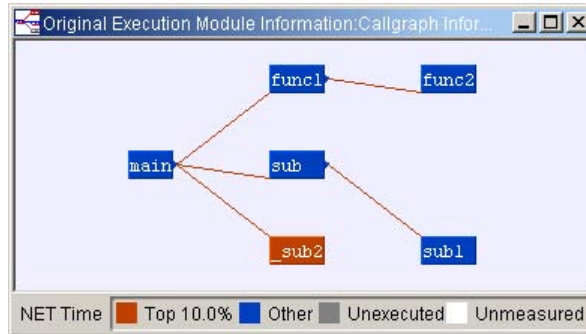 Original Execution Module Information:Callgraph Infor...
func1 func2
main sub
_sub2 sub1
NET Time Top 10.0% Other Unexecuted Unmeasured